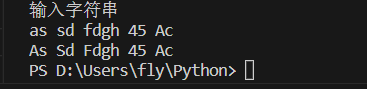 输入字符串
as sd fdgh 45 Ac
As Sd Fdgh 45 Ac
PS D:\Users\fly\Python>